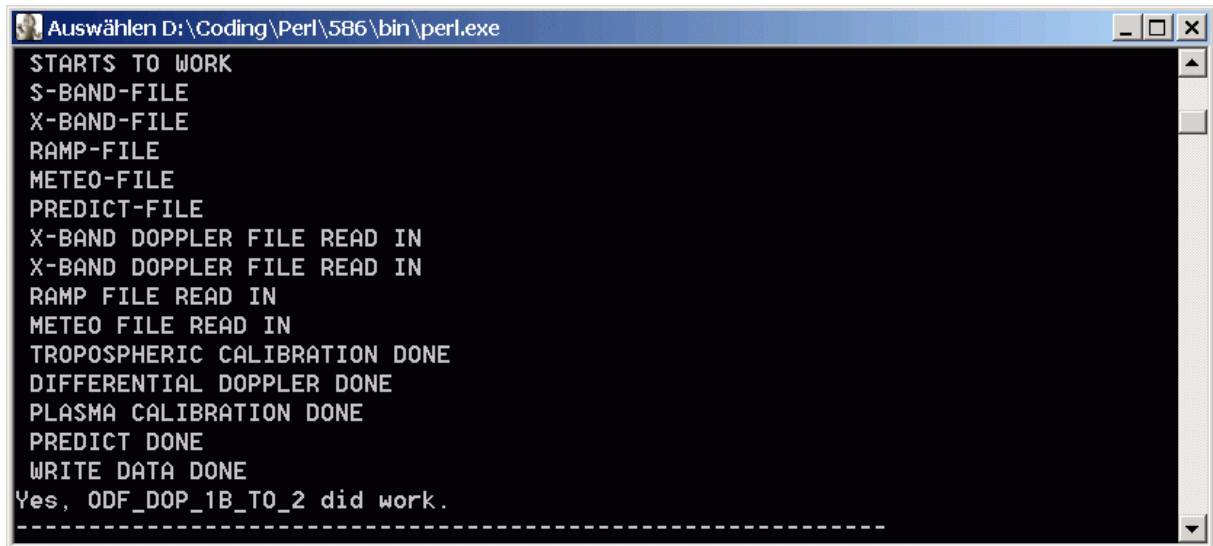 Auswählen D:\Coding\Perl\586\bin\perl.exe
STARTS TO WORK
S-BAND-FILE
X-BAND-FILE
RAMP-FILE
METEO-FILE
PREDICT-FILE
X-BAND DOPPLER FILE READ IN
X-BAND DOPPLER FILE READ IN
RAMP FILE READ IN
METEO FILE READ IN
TROPOSPHERIC CALIBRATION DONE
DIFFERENTIAL DOPPLER DONE
PLASMA CALIBRATION DONE
PREDICT DONE
WRITE DATA DONE
Yes, ODF_DOP_1B_TO_2 did work.
------------------------------------------------------------